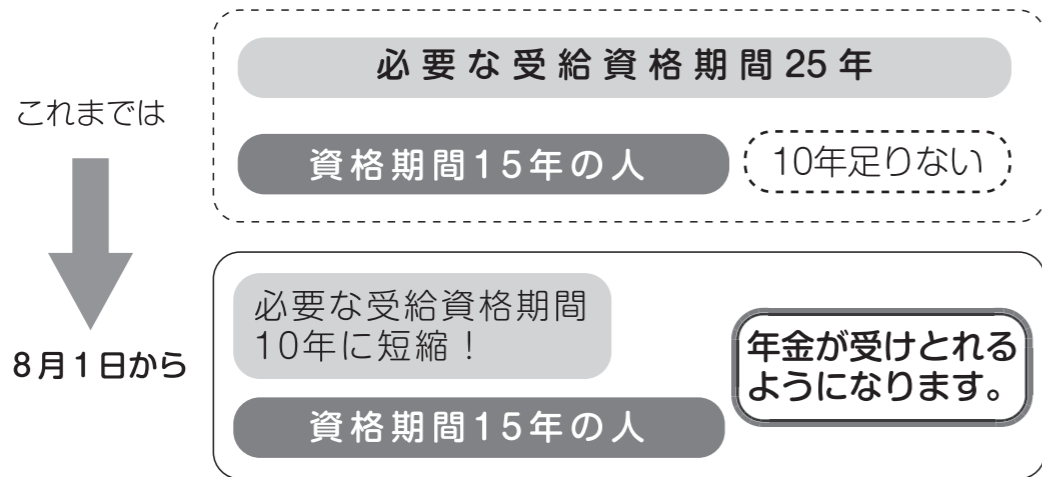 必要な受給資格期間25年
これまでは
資格期間15年の人
10年足りない
必要な受給資格期間
10年に短縮！
年金が受けとれる
ようになります。
8月1日から
資格期間15年の人